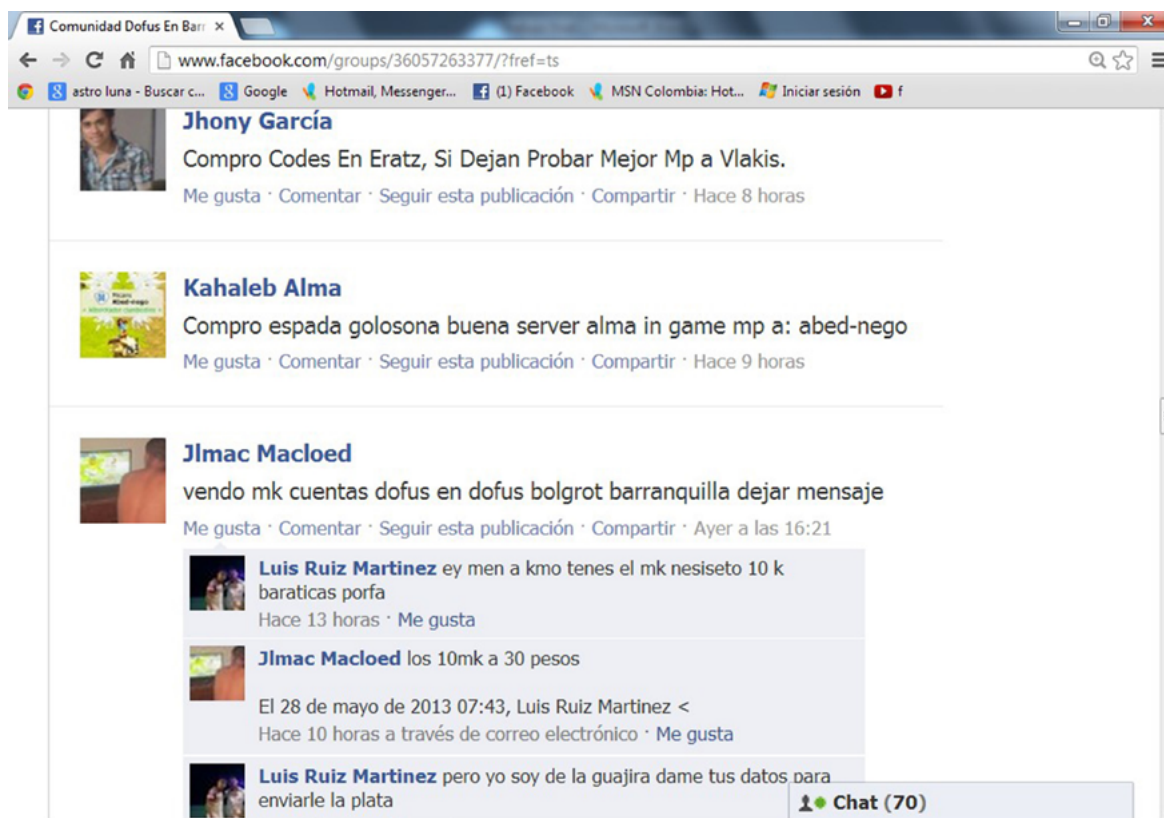 Comunidad Dofus En Barr
www.facebook.com/groups/36057263377/?fref=ts
astro luna - Buscar c... Google Hotmail, Messenger... (1) Facebook MSN Colombia: Hot... Iniciar sesión f
Jhony García
Compro Codes En Eratz, Si Dejan Probar Mejor Mp a Vlakis.
Me gusta · Comentar · Seguir esta publicación · Compartir · Hace 8 horas
Kahaleb Alma
Compro espada golosona buena server alma in game mp a: abed-nego
Me gusta · Comentar · Seguir esta publicación · Compartir · Hace 9 horas
Jlmac Macloed
vendo mk cuentas dofus en dofus bolgrot barranquilla dejar mensaje
Me gusta · Comentar · Seguir esta publicación · Compartir · Ayer a las 16:21
Luis Ruiz Martinez ey men a kmo tenes el mk nesiseto 10 k
baraticas porfa
Hace 13 horas · Me gusta
Jlmac Macloed los 10mk a 30 pesos
El 28 de mayo de 2013 07:43, Luis Ruiz Martinez <
Hace 10 horas a través de correo electrónico · Me gusta
Luis Ruiz Martinez pero yo soy de la guajira dame tus datos para
enviarle la plata
Chat (70)